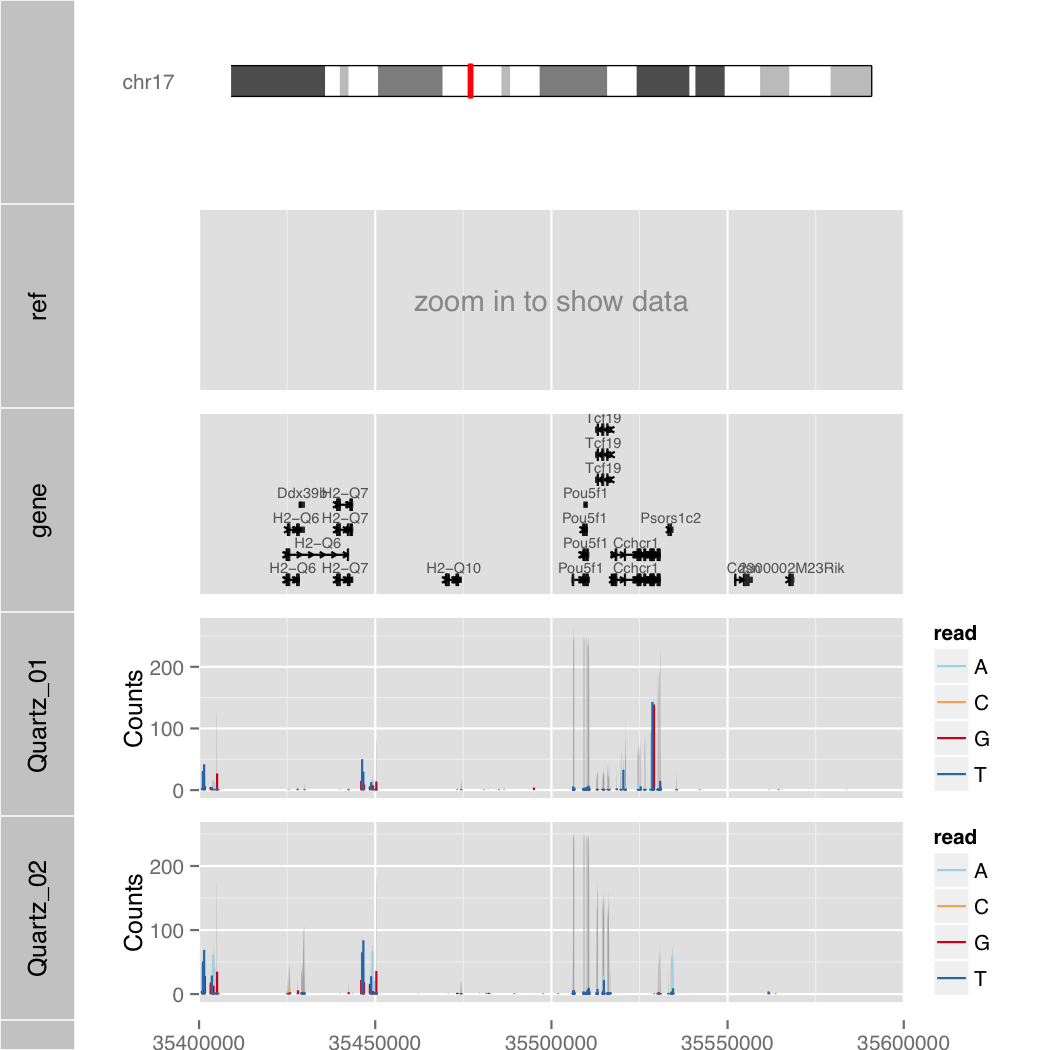 chr17
ref
zoom in to show data
gene
Tcf19
Tcf19
Tcf19
Ddx39b H2−Q7 Pou5f1
H2−Q6 H2−Q7 Pou5f1 Psors1c2
H2−Q6 Pou5f1 Cchcr1
H2−Q6 H2−Q7 H2−Q10 Pou5f1 Cchcr1
Quartz_01
Counts
200
100
0
read
A
C
G
T
Quartz_02
Counts
200
100
0
read
A
C
G
T
35400000 35450000 35500000 35550000 35600000